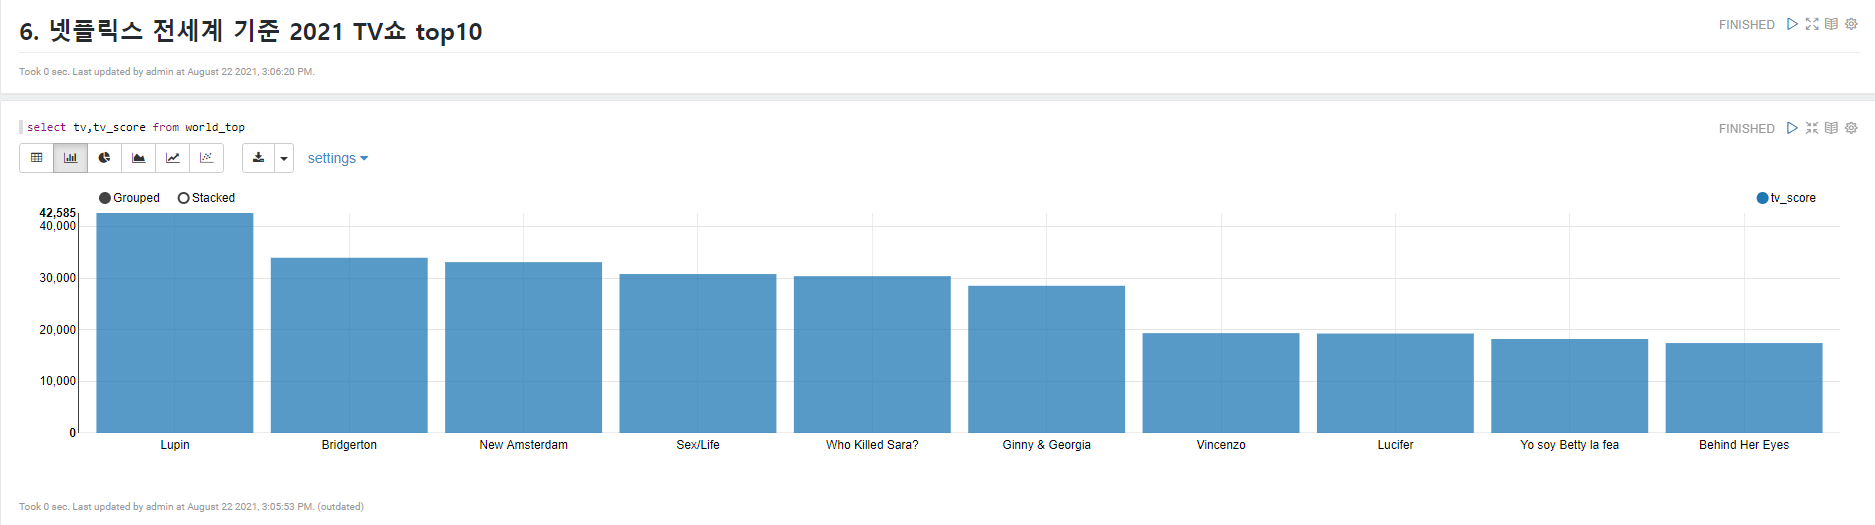 6. 넷플릭스 전세계 기준 2021 TV쇼 top10
FINISHED
Took 0 sec. Last updated by admin at August 22 2021, 3:06:20 PM.
select tv,tv_score from world_top
FINISHED
settings
Grouped Stacked tv_score
42,585
40,000
30,000
20,000
10,000
0
Lupin Bridgerton New Amsterdam Sex/Life Who Killed Sara? Ginny & Georgia Vincenzo Lucifer Yo soy Betty la fea Behind Her Eyes
Took 0 sec. Last updated by admin at August 22 2021, 3:05:53 PM. (outdated)